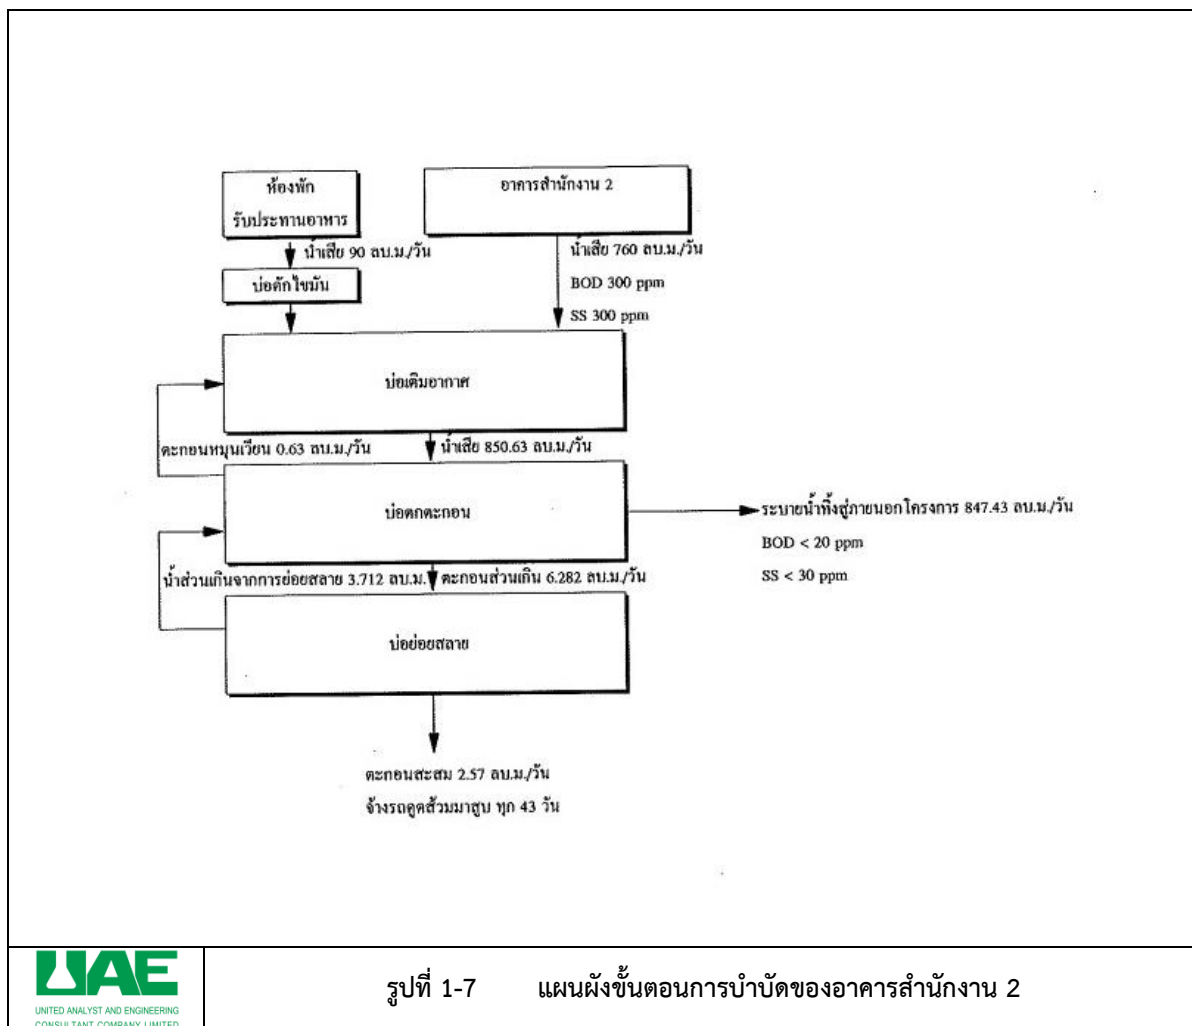 ห้องพัก
รับประทานอาหาร
อาคารสำนักงาน 2
น้ำเสีย 90 ลบ.ม./วัน
น้ำเสีย 760 ลบ.ม./วัน
BOD 300 ppm
SS 300 ppm
บ่อดักไขมัน
บ่อเติมอากาศ
ตะกอนหมุนเวียน 0.63 ลบ.ม./วัน
น้ำเสีย 850.63 ลบ.ม./วัน
บ่อตกตะกอน
ระบายน้ำทิ้งสู่ภายนอกโครงการ 847.43 ลบ.ม./วัน
BOD < 20 ppm
SS < 30 ppm
น้ำส่วนเกินจากการย่อยสลาย 3.712 ลบ.ม.
ตะกอนส่วนเกิน 6.282 ลบ.ม./วัน
บ่อย่อยสลาย
ตะกอนสะสม 2.57 ลบ.ม./วัน
จ้างรถดูดส้วมมาสูบ ทุก 43 วัน
UAE
UNITED ANALYST AND ENGINEERING
CONSULTANT COMPANY LIMITED
รูปที่ 1-7 แผนผังขั้นตอนการบำบัดของอาคารสำนักงาน 2